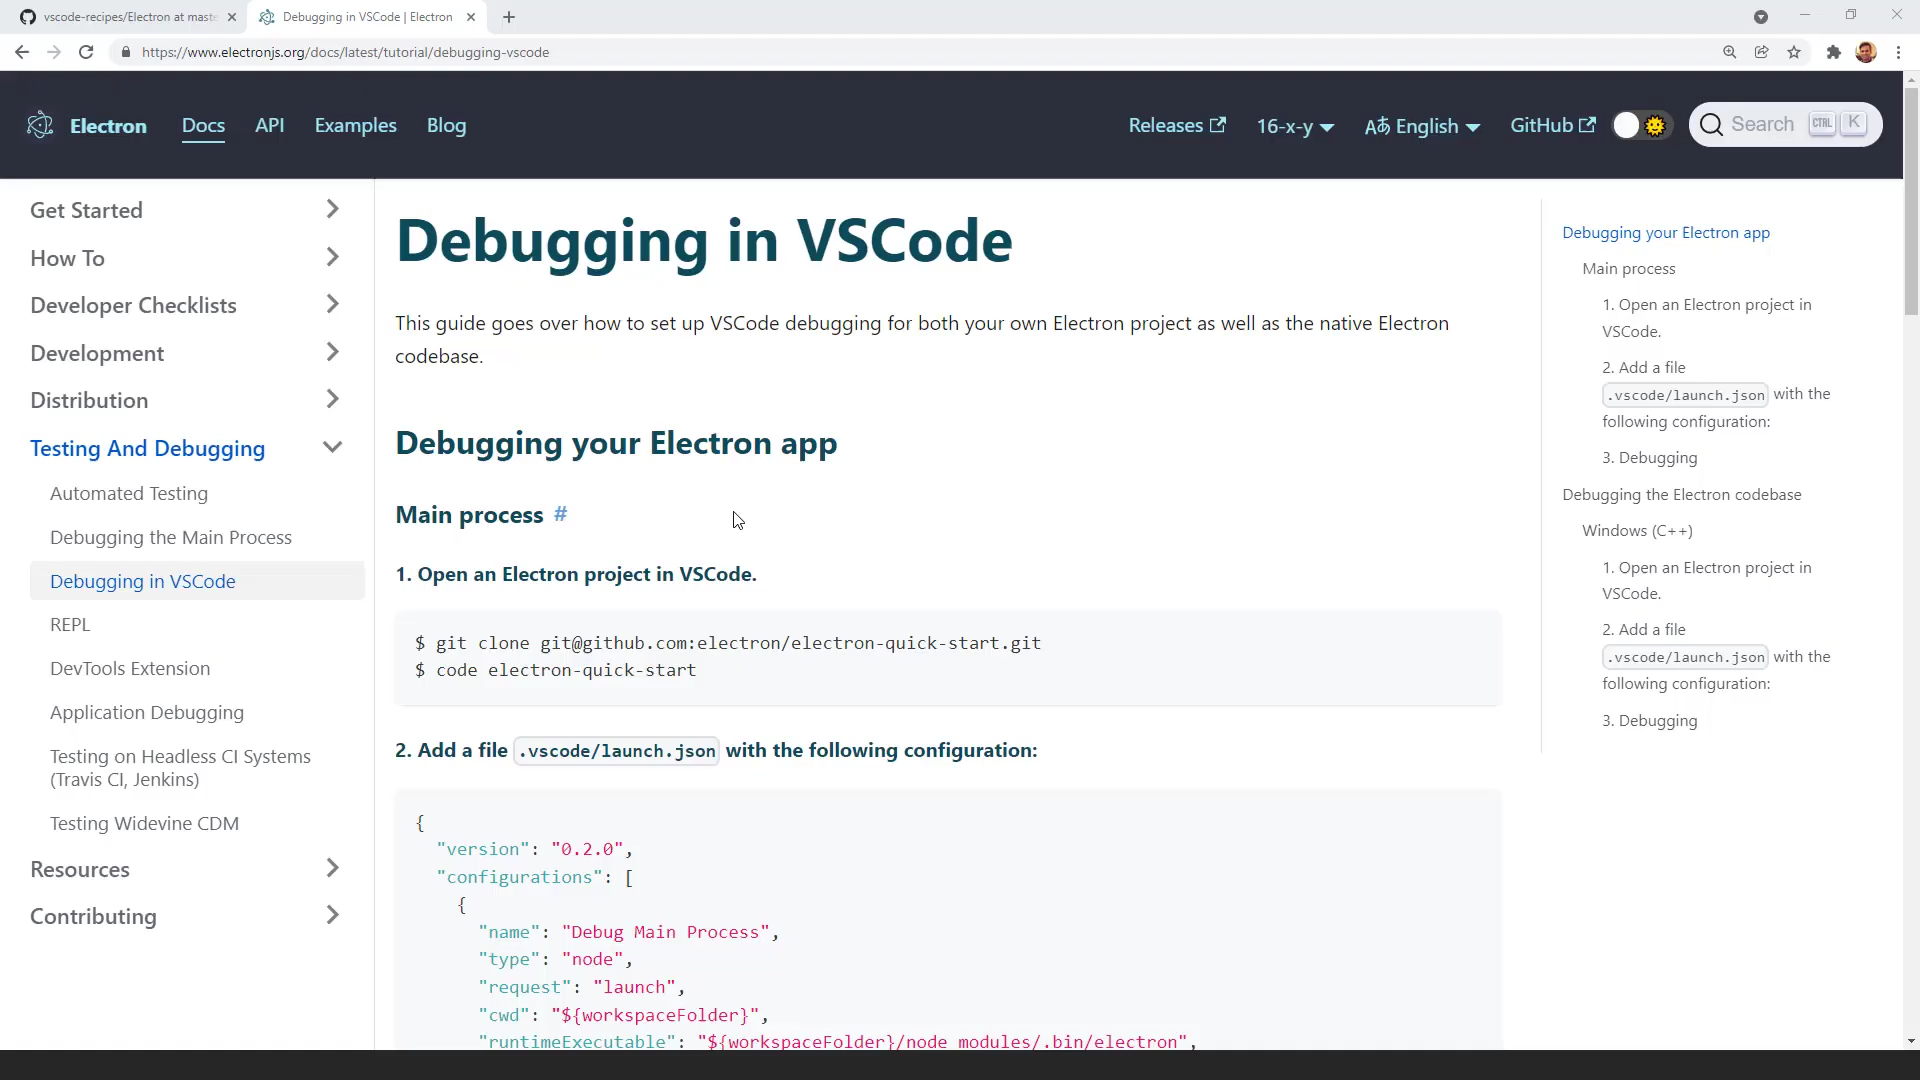 vscode-recipes/Electron at maste
Debugging in VSCode | Electron
https://www.electronjs.org/docs/latest/tutorial/debugging-vscode
Electron
Docs
API
Examples
Blog
Releases
16-x-y
English
GitHub
Search
CTRL
K
Get Started
How To
Developer Checklists
Development
Distribution
Testing And Debugging
Automated Testing
Debugging the Main Process
Debugging in VSCode
REPL
DevTools Extension
Application Debugging
Testing on Headless CI Systems
(Travis CI, Jenkins)
Testing Widevine CDM
Resources
Contributing
Debugging in VSCode
This guide goes over how to set up VSCode debugging for both your own Electron project as well as the native Electron
codebase.
Debugging your Electron app
Main process #
1. Open an Electron project in VSCode.
$ git clone git@github.com:electron/electron-quick-start.git
$ code electron-quick-start
2. Add a file .vscode/launch.json with the following configuration:
{
"version": "0.2.0",
"configurations": [
{
"name": "Debug Main Process",
"type": "node",
"request": "launch",
"cwd": "${workspaceFolder}",
"runtimeExecutable": "${workspaceFolder}/node_modules/.bin/electron",
Debugging your Electron app
Main process
1. Open an Electron project in
VSCode.
2. Add a file
.vscode/launch.json with the
following configuration:
3. Debugging
Debugging the Electron codebase
Windows (C++)
1. Open an Electron project in
VSCode.
2. Add a file
.vscode/launch.json with the
following configuration:
3. Debugging